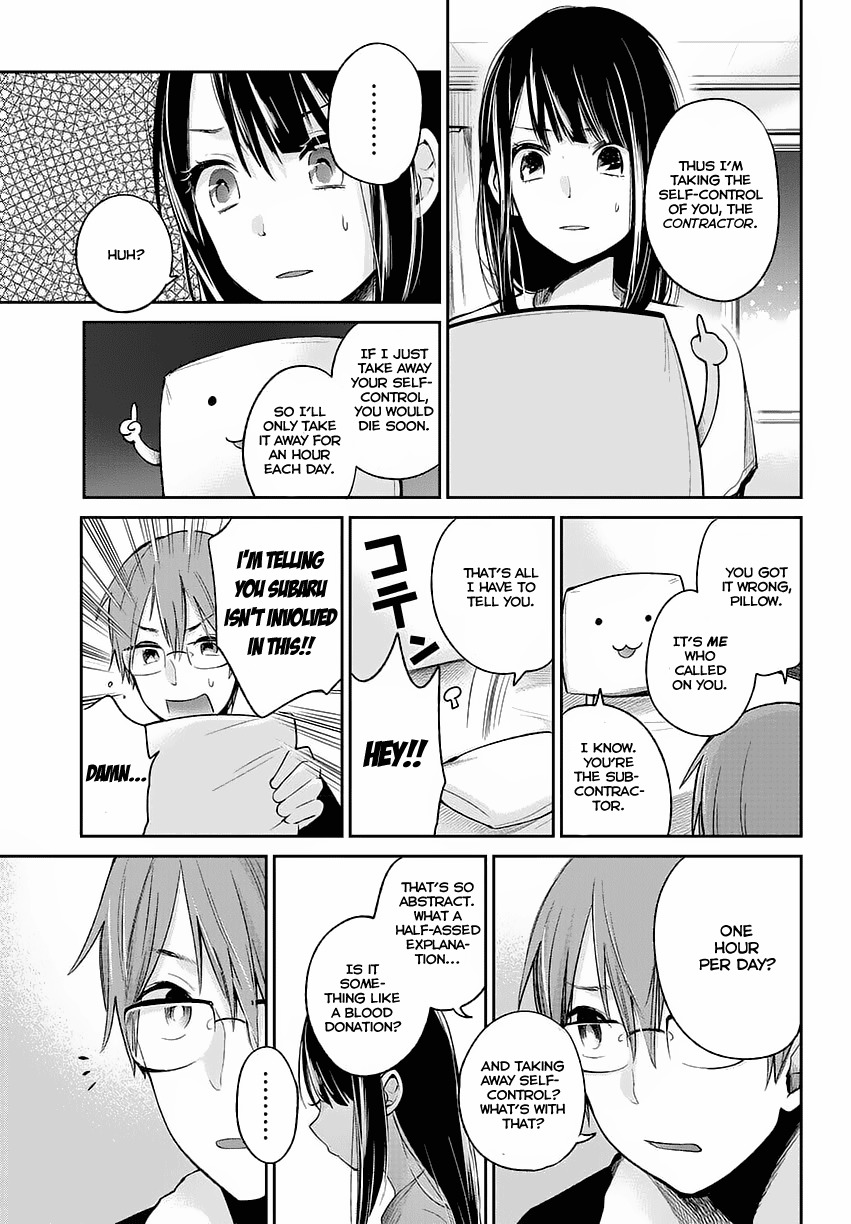 THUS I'M
TAKING THE
SELF-CONTROL
OF YOU, THE
CONTRACTOR.
⋮
HUH?
IF I JUST
TAKE AWAY
YOUR SELF-
CONTROL,
YOU WOULD
DIE SOON.
SO I'LL
ONLY TAKE
IT AWAY FOR
AN HOUR
EACH DAY.
YOU GOT
IT WRONG,
PILLOW.
IT'S ME
WHO
CALLED
ON YOU.
I KNOW.
YOU'RE
THE SUB-
CONTRAC-
TOR.
THAT'S ALL
I HAVE TO
TELL YOU.
コテン
HEY!!
I'M TELLING
YOU SUBARU
ISN'T INVOLVED
IN THIS!!
DAMN...
ONE
HOUR
PER DAY?
AND TAKING
AWAY SELF-
CONTROL?
WHAT'S WITH
THAT?
THAT'S SO
ABSTRACT.
WHAT A
HALF-ASSED
EXPLANA-
TION...
IS IT
SOME-
THING LIKE
A BLOOD
DONATION?
⋮